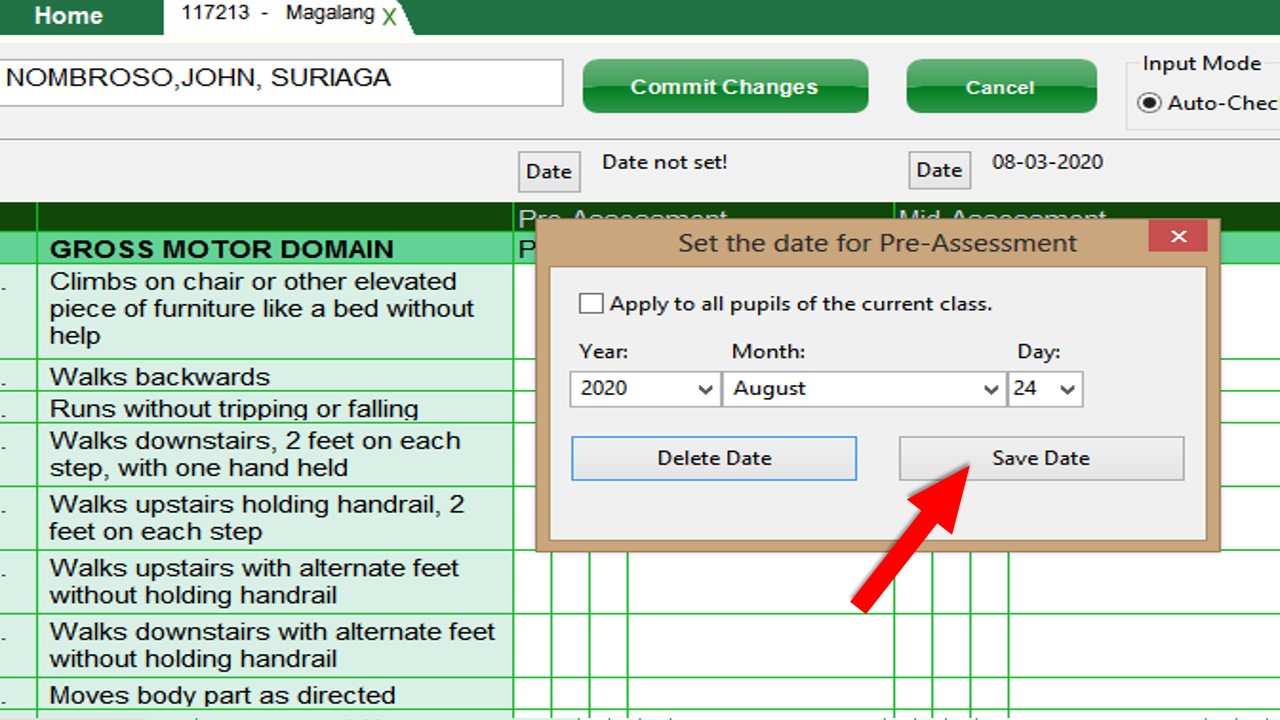 Home
117213 - Magalang X
NOMBROSO,JOHN, SURIAGA
Commit Changes
Cancel
Input Mode
Auto-Chec
Date
Date not set!
Date
08-03-2020
Pre-Assessment
Mid-Assessment
GROSS MOTOR DOMAIN
P
Set the date for Pre-Assessment
Apply to all pupils of the current class.
Year:
Month:
Day:
2020
August
24
Delete Date
Save Date
. Climbs on chair or other elevated
piece of furniture like a bed without
help
. Walks backwards
. Runs without tripping or falling
. Walks downstairs, 2 feet on each
step, with one hand held
. Walks upstairs holding handrail, 2
feet on each step
. Walks upstairs with alternate feet
without holding handrail
. Walks downstairs with alternate feet
without holding handrail
. Moves body part as directed